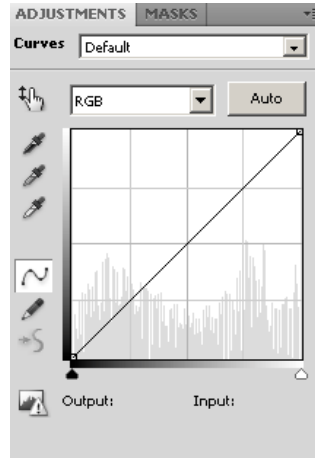 ADJUSTMENTS MASKS
Curves Default
RGB Auto
Output: Input: